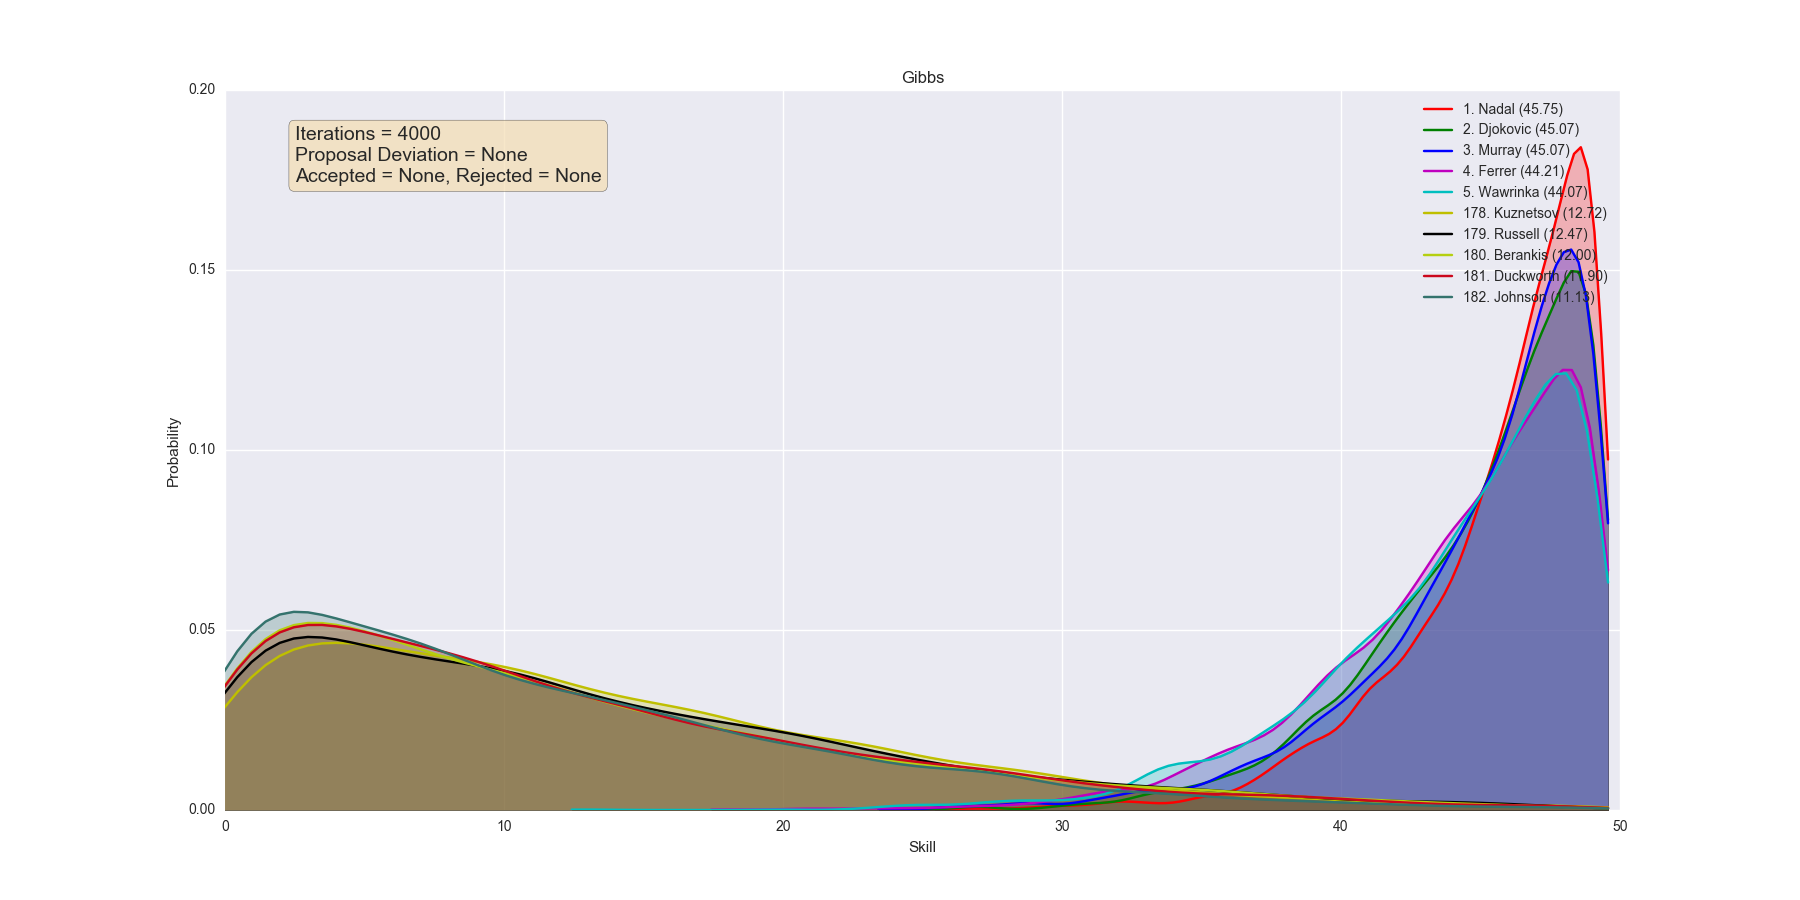 Gibbs
0.20
0.15
0.10
0.05
0.00
Probability
Iterations = 4000
Proposal Deviation = None
Accepted = None, Rejected = None
1. Nadal (45.75)
2. Djokovic (45.07)
3. Murray (45.07)
4. Ferrer (44.21)
5. Wawrinka (44.07)
178. Kuznetsov (12.72)
179. Russell (12.47)
180. Berankis (12.00)
181. Duckworth (11.90)
182. Johnson (11.13)
0 10 20 30 40 50
Skill